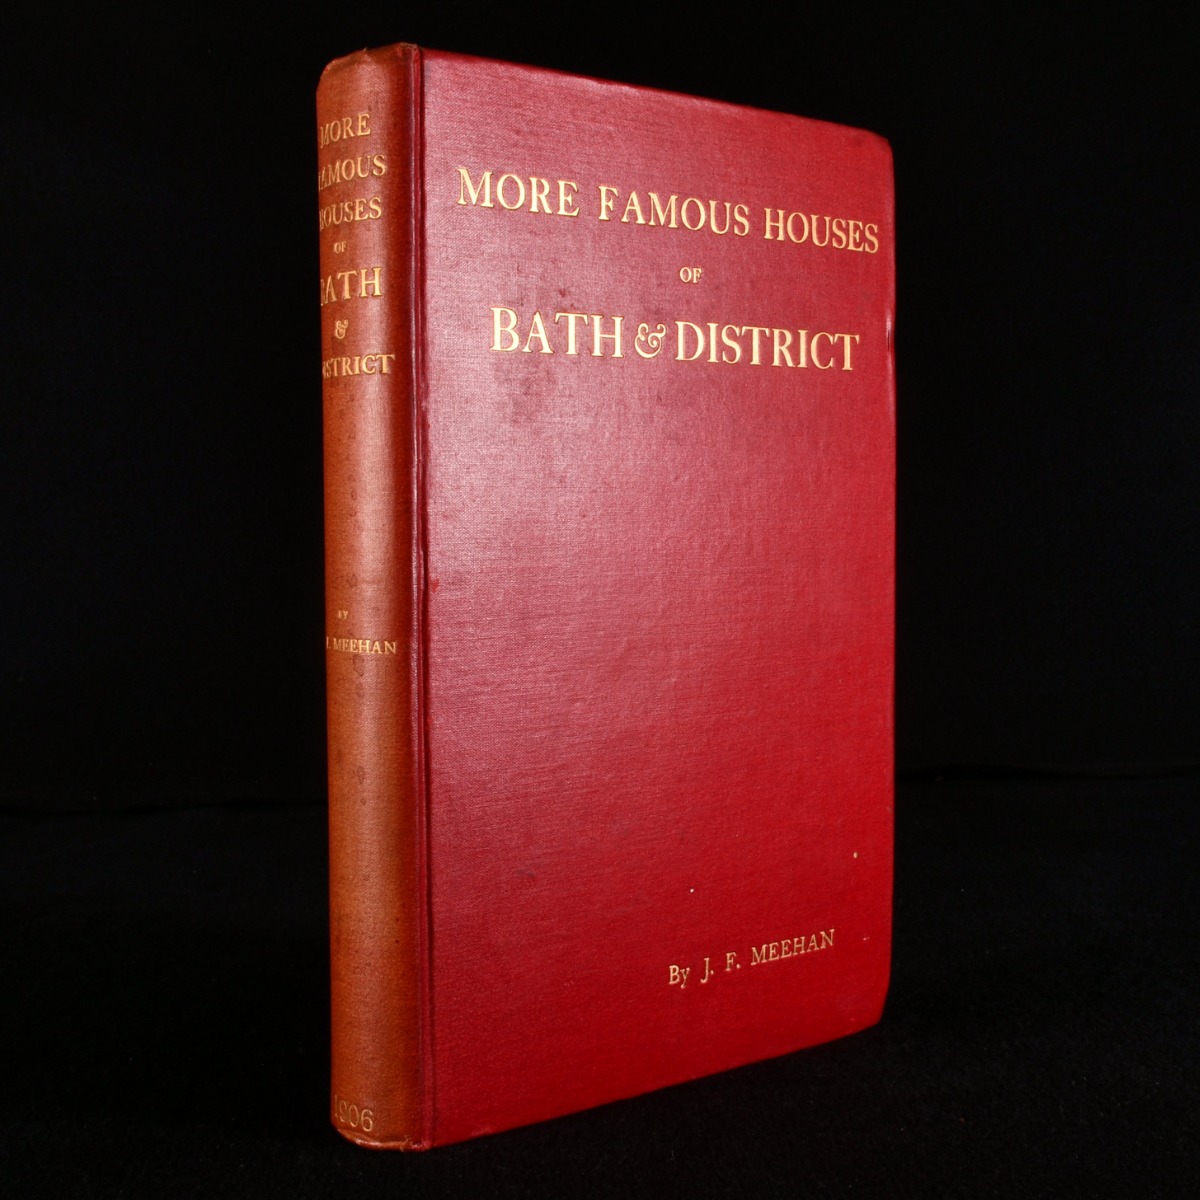 MORE
FAMOUS
HOUSES
OF
BATH
&
DISTRICT
BY
J. MEEHAN
1906
MORE FAMOUS HOUSES
OF
BATH & DISTRICT
By J. F. MEEHAN